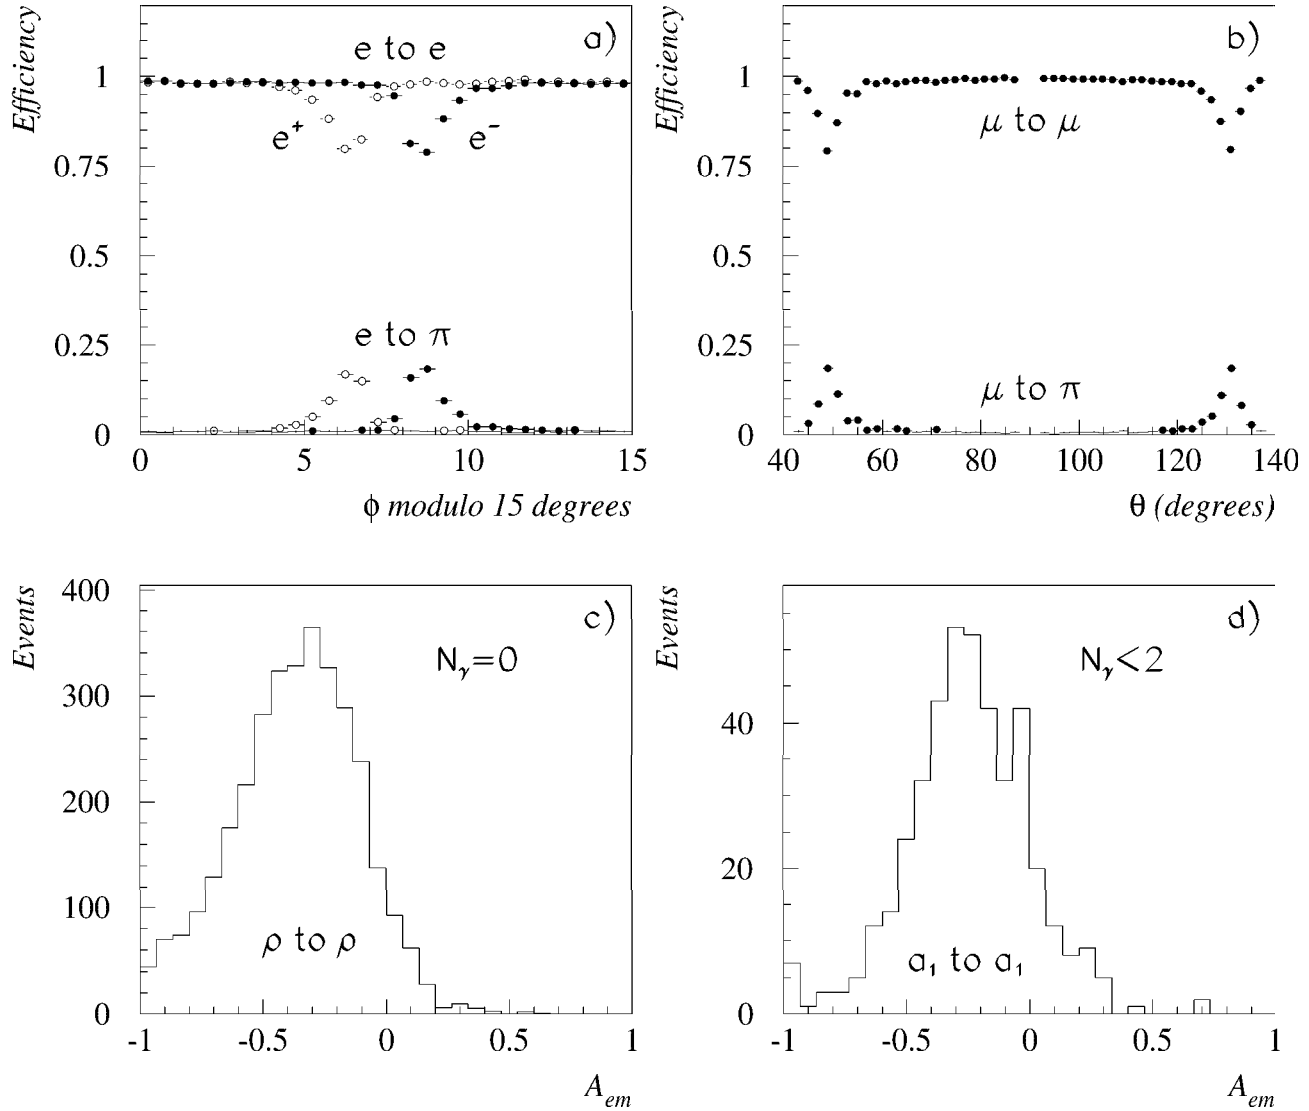 Efficiency
a)
e to e
1
e⁺
e⁻
0.75
0.5
e to π
0.25
0
0 5 10 15
ϕ modulo 15 degrees
Efficiency
b)
1
μ to μ
0.75
0.5
0.25
μ to π
0
40 60 80 100 120 140
θ (degrees)
Events
c)
400
N_γ=0
300
200
100
ρ to ρ
0
-1 -0.5 0 0.5 1
A_em
Events
d)
N_γ<2
40
20
a₁ to a₁
0
-1 -0.5 0 0.5 1
A_em